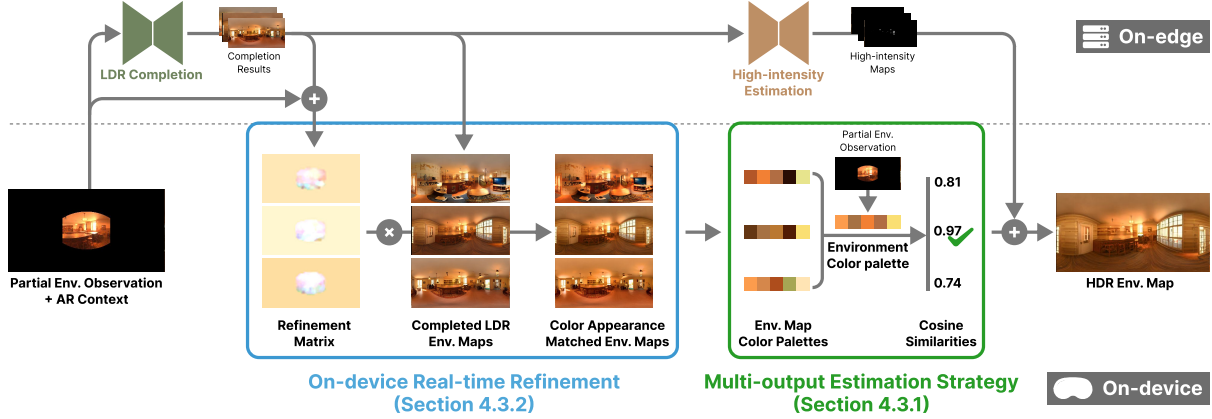 On-edge
LDR Completion
Completion
Results
High-intensity
Estimation
High-intensity
Maps
+
Partial Env. Observation
+ AR Context
×
Refinement
Matrix
Completed LDR
Env. Maps
Color Appearance
Matched Env. Maps
On-device Real-time Refinement
(Section 4.3.2)
Partial Env.
Observation
Environment
Color palette
0.81
0.97
0.74
Env. Map
Color Palettes
Cosine
Similarities
Multi-output Estimation Strategy
(Section 4.3.1)
+
HDR Env. Map
On-device